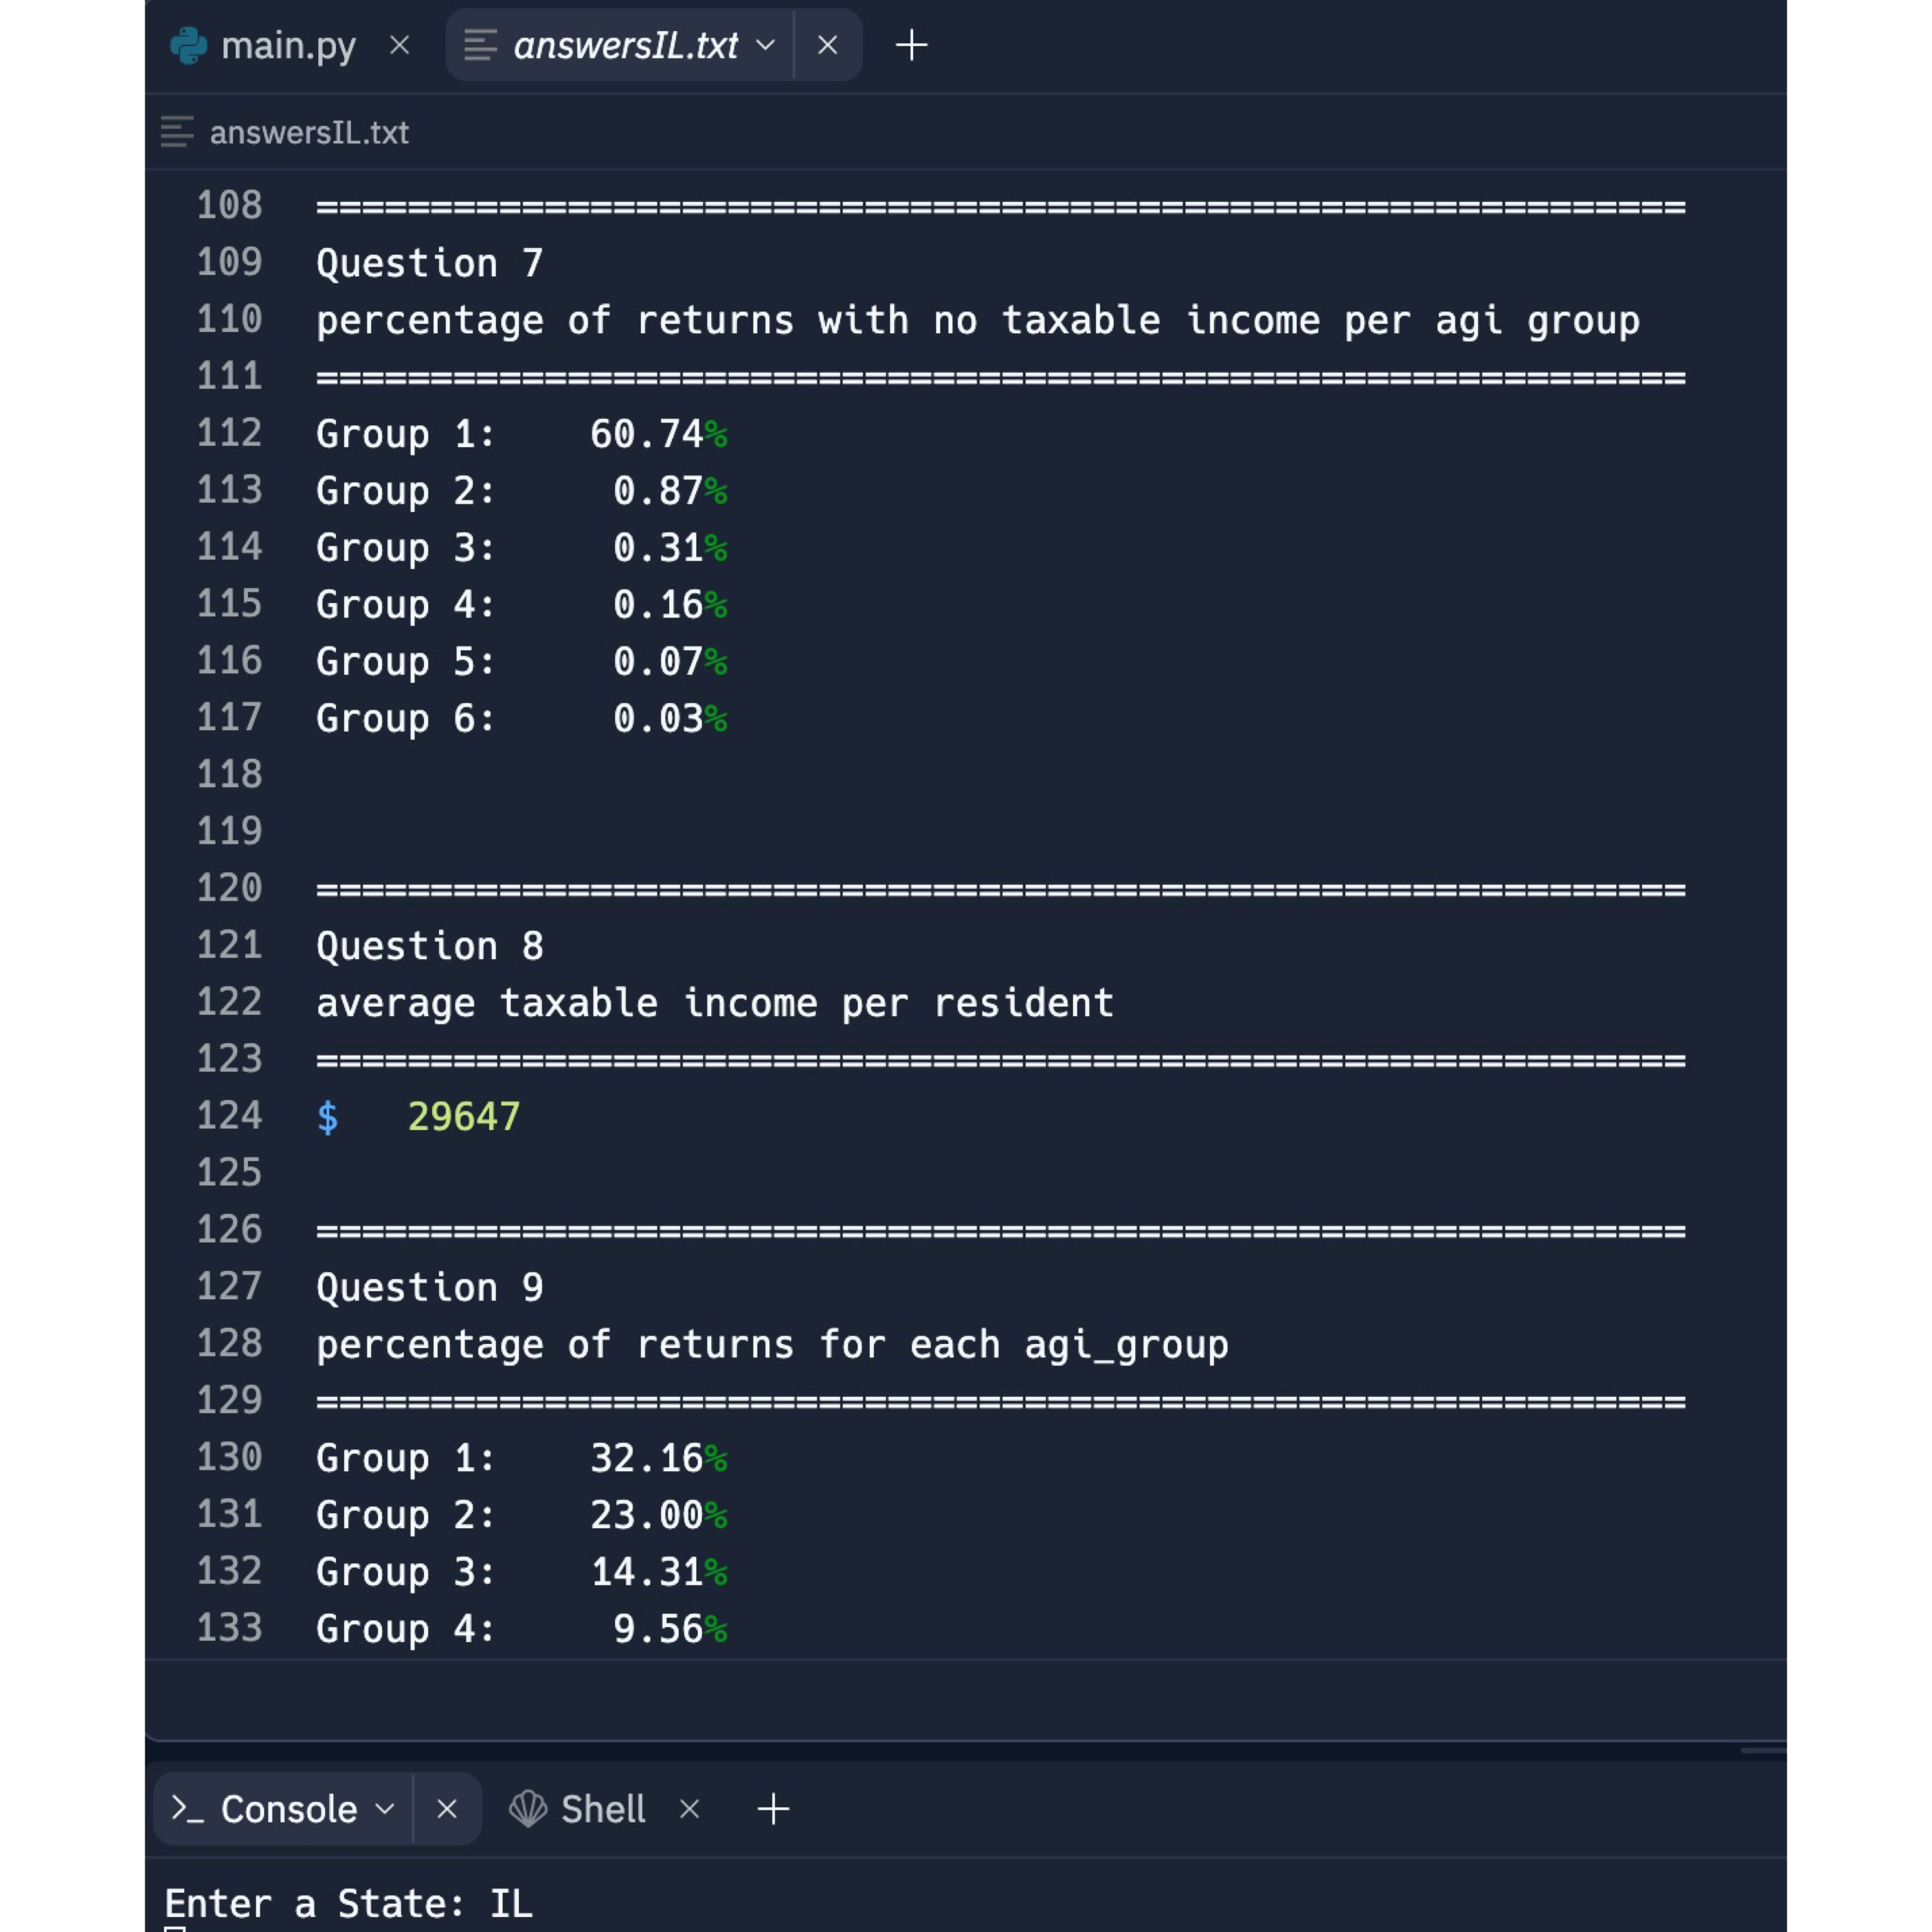 main.py answersIL.txt
answersIL.txt
108 ============================================================
109 Question 7
110 percentage of returns with no taxable income per agi group
111 ============================================================
112 Group 1:    60.74%
113 Group 2:     0.87%
114 Group 3:     0.31%
115 Group 4:     0.16%
116 Group 5:     0.07%
117 Group 6:     0.03%
118
119
120 ============================================================
121 Question 8
122 average taxable income per resident
123 ============================================================
124 $   29647
125
126 ============================================================
127 Question 9
128 percentage of returns for each agi_group
129 ============================================================
130 Group 1:    32.16%
131 Group 2:    23.00%
132 Group 3:    14.31%
133 Group 4:     9.56%
>_ Console Shell
Enter a State: IL